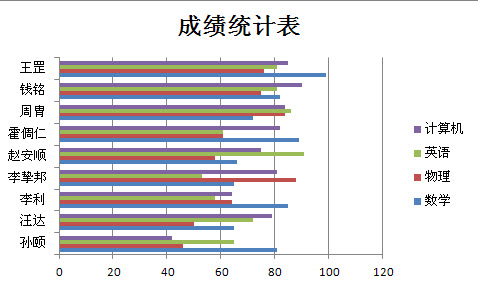 成绩统计表
王罡
钱铭
周胄
霍倜仁
赵安顺
李挚邦
李利
汪达
孙颐
计算机
英语
物理
数学
0 20 40 60 80 100 120